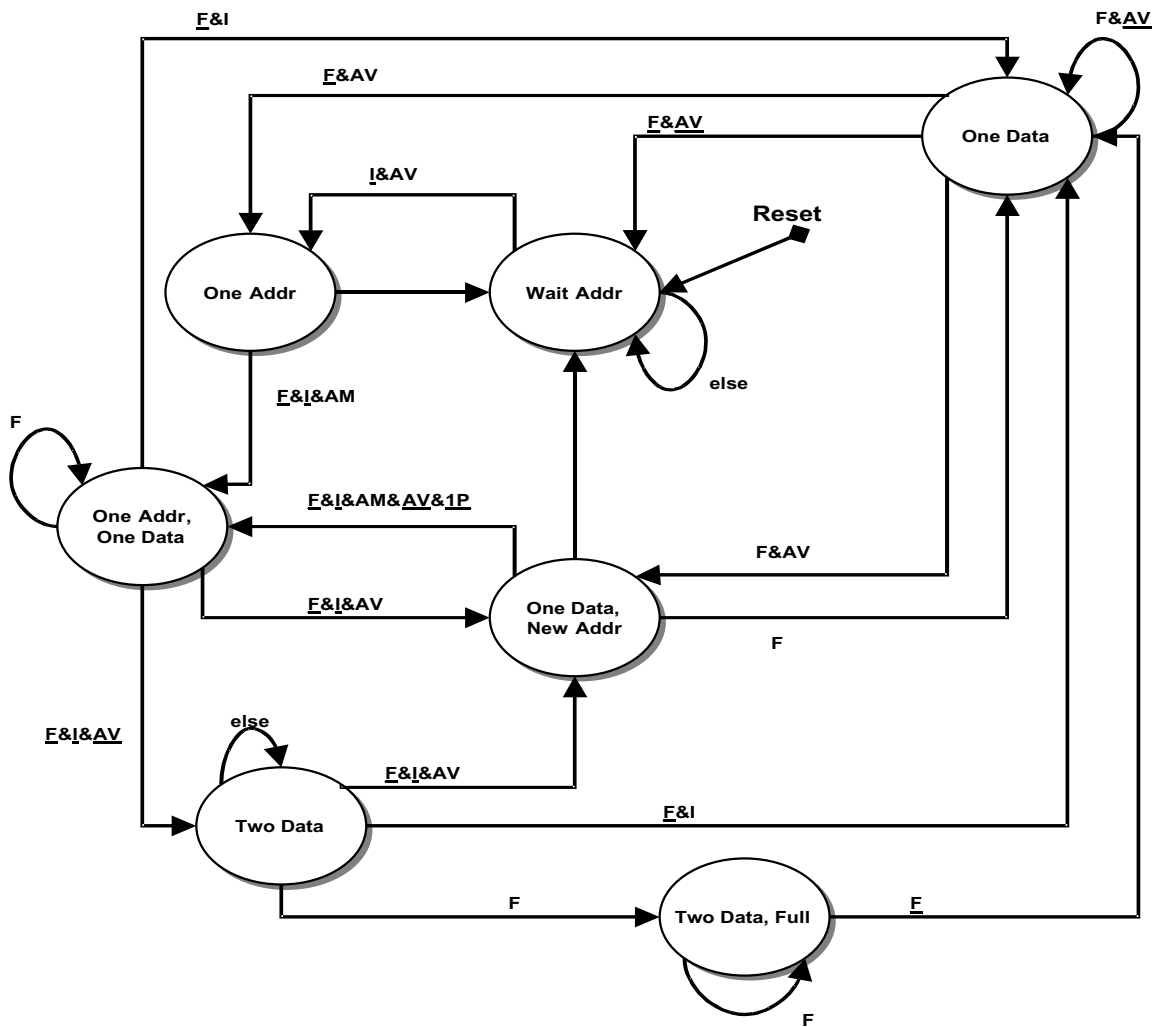 F&I
F&AV
F&AV
F&AV
One Data
I&AV
Reset
One Addr
Wait Addr
else
F&I&AM
F
One Addr,
One Data
F&I&AM&AV&1P
F&AV
F&I&AV
One Data,
New Addr
F
F&I&AV
else
F&I&AV
Two Data
F&I
F
Two Data, Full
F
F